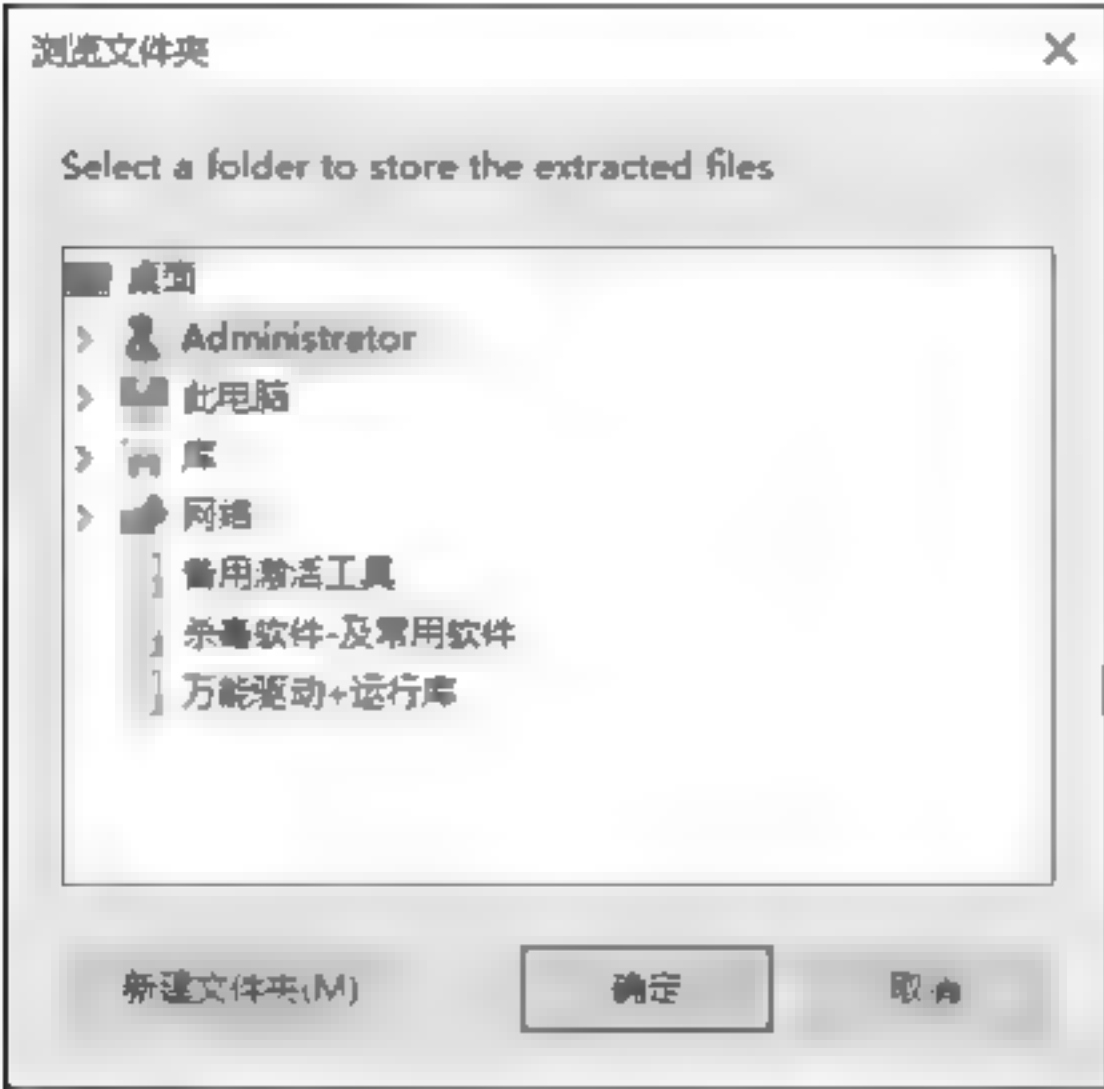 浏览文件夹
Select a folder to store the extracted files
桌面
Administrator
此电脑
库
网络
备用激活工具
杀毒软件-及常用软件
万能驱动+运行库
新建文件夹(M)
确定
取消